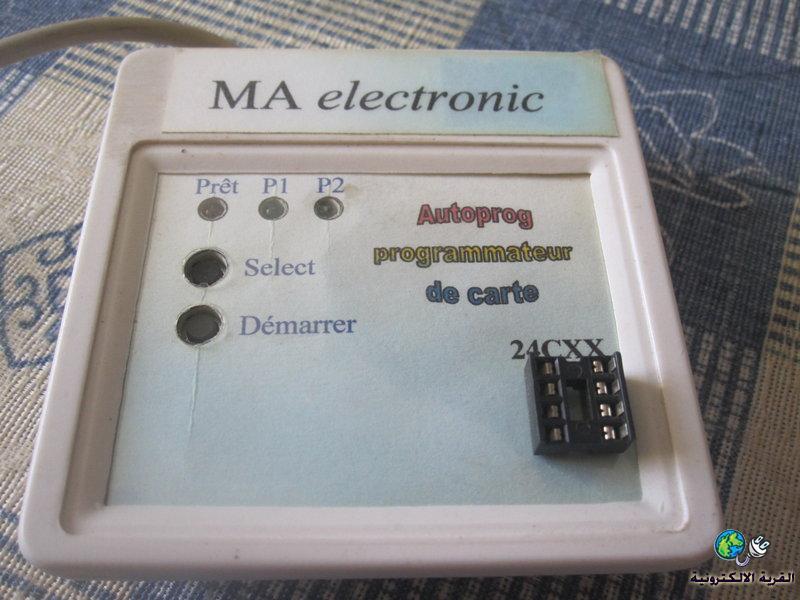 MA electronic
Prêt P1 P2
Autoprog
programmateur
de carte
Select
Démarrer
24CXX
القرية الالكترونية